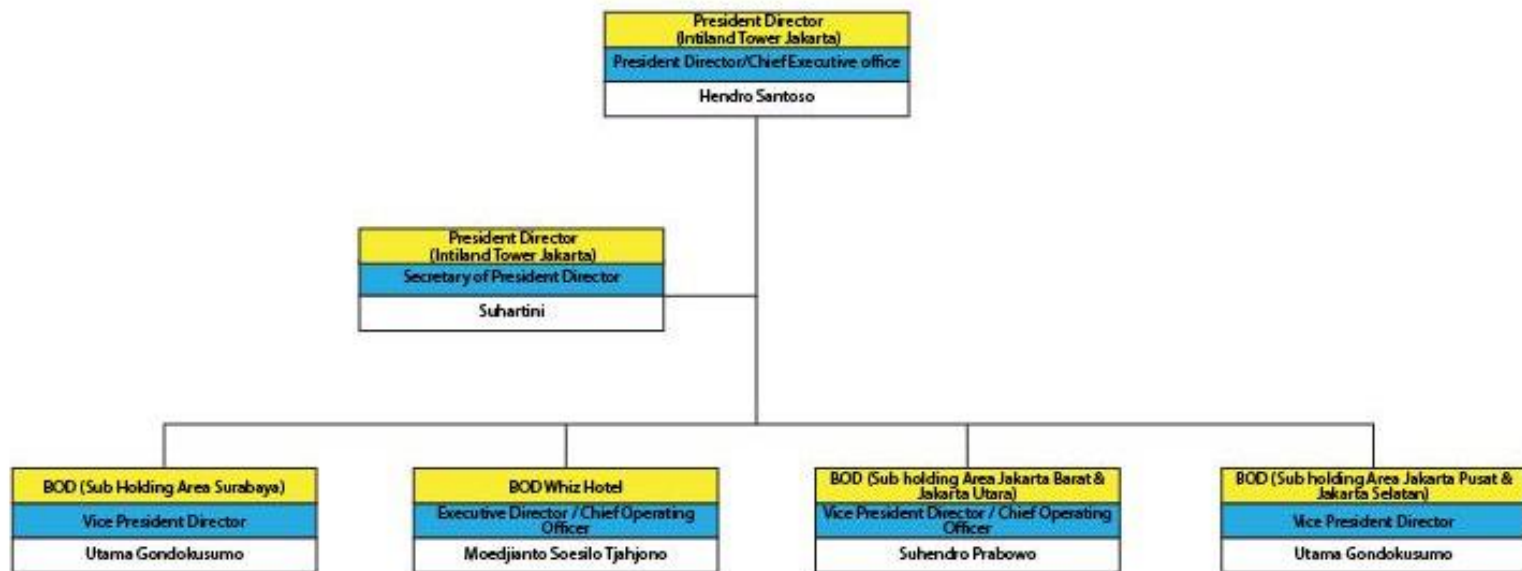 President Director
(Intiland Tower Jakarta)
President Director/Chief Executive office
Hendro Santoso
President Director
(Intiland Tower Jakarta)
Secretary of President Director
Suhartini
BOD (Sub Holding Area Surabaya)
Vice President Director
Utama Gondokusumo
BOD Whiz Hotel
Executive Director / Chief Operating
Officer
Moedjianto Soesilo Tjahjono
BOD (Sub holding Area Jakarta Barat &
Jakarta Utara)
Vice President Director / Chief Operating
Officer
Suhendro Prabowo
BOD (Sub holding Area Jakarta Pusat &
Jakarta Selatan)
Vice President Director
Utama Gondokusumo